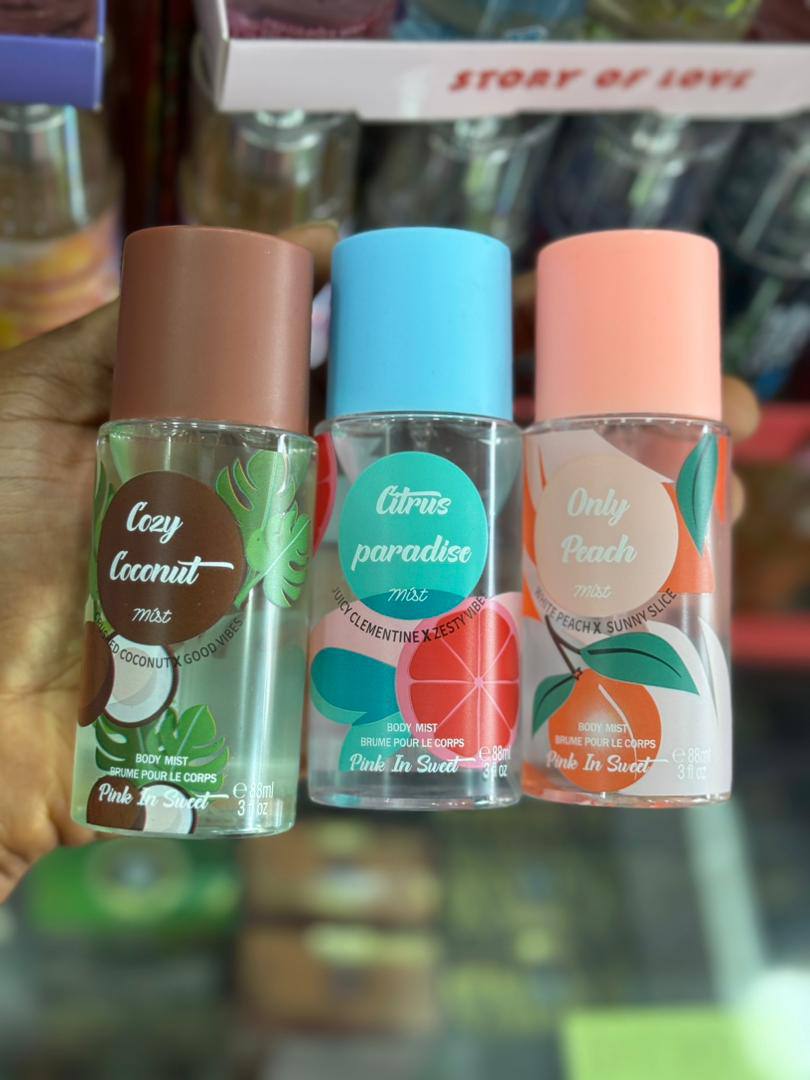 STORY OF LOVE
Cozy
Coconut
mist
COCONUT X GOOD VIBES
BODY MIST
BRUME POUR LE CORPS
Pink In Sweet
e 88ml
3 fl oz
Citrus
paradise
mist
JUICY CLEMENTINE X ZESTY VIBE
BODY MIST
BRUME POUR LE CORPS
Pink In Sweet
e 88ml
3 fl oz
Only
Peach
mist
WHITE PEACH X SUNNY SLICE
BODY MIST
BRUME POUR LE CORPS
Pink In Sweet
e 88ml
3 fl oz